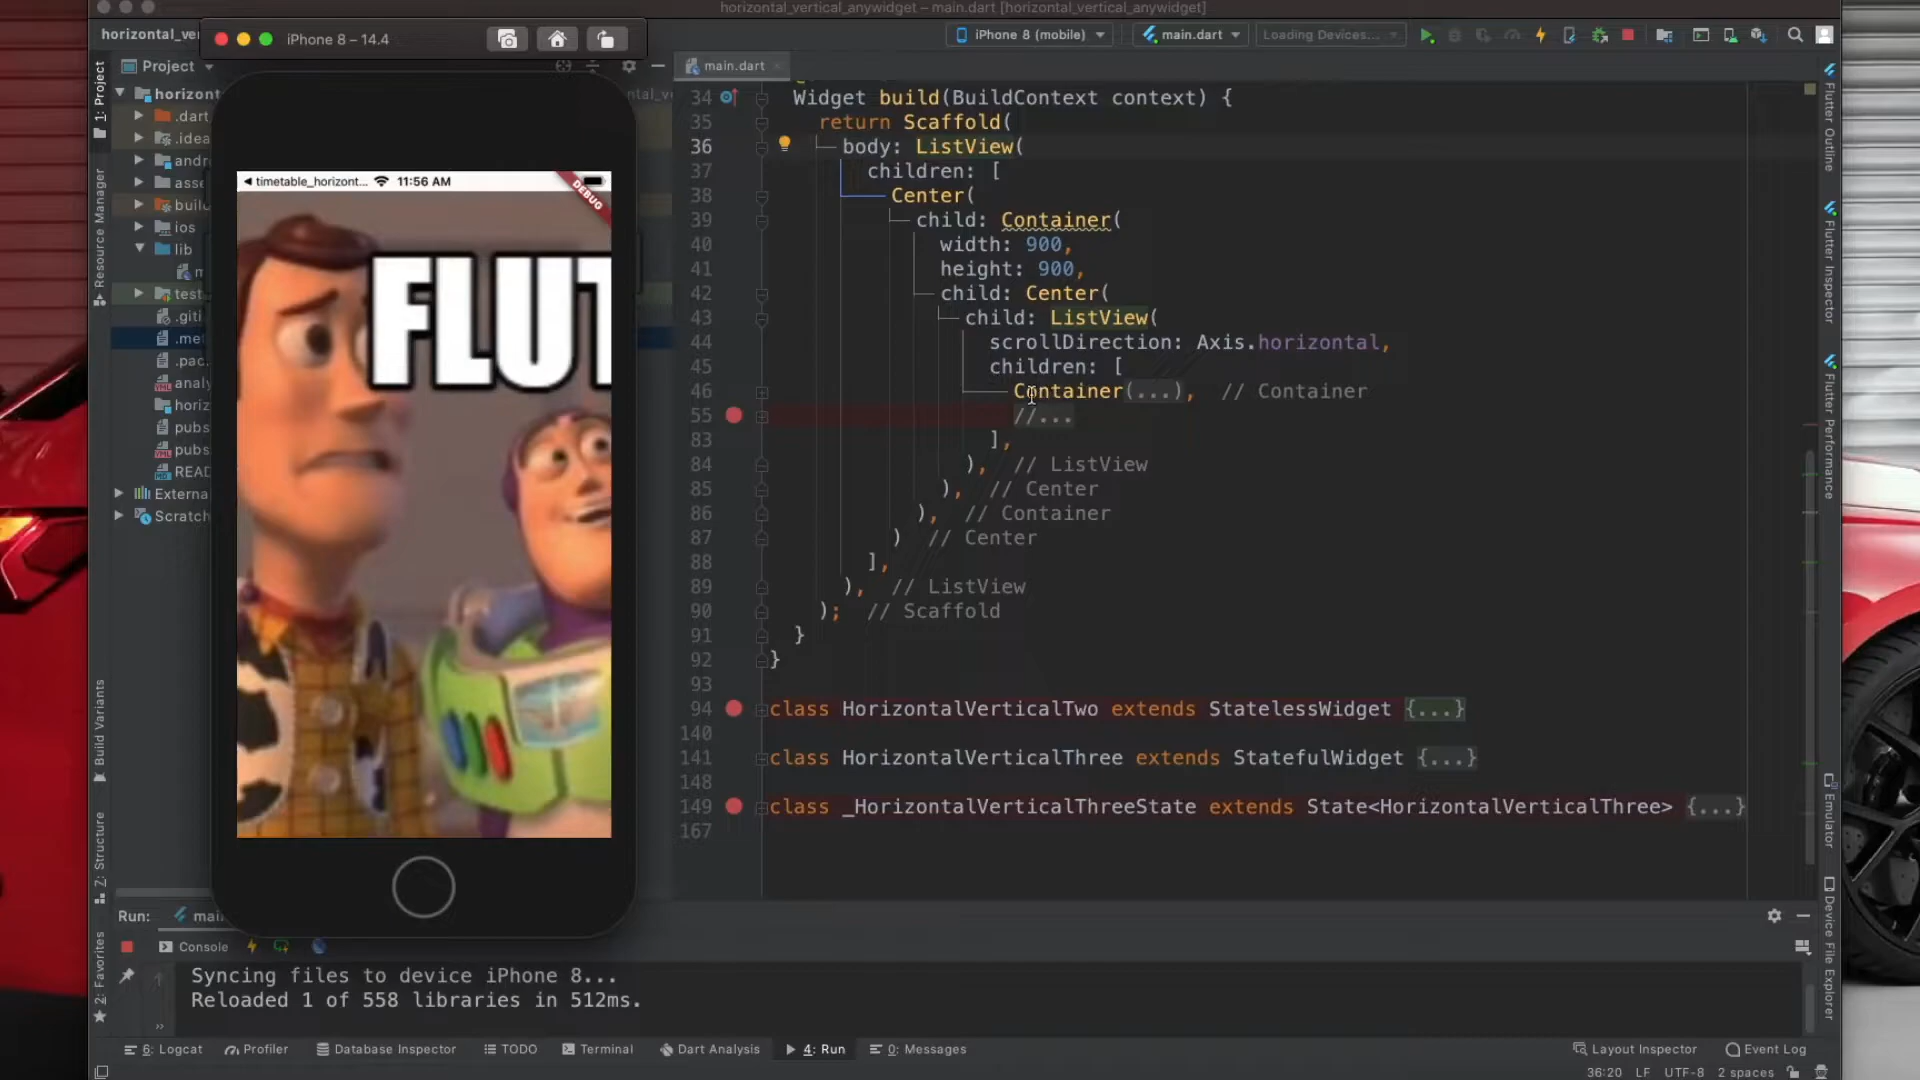 horizontal_vertical_anywidget – main.dart [horizontal_vertical_anywidget]
horizontal_ve
iPhone 8 – 14.4
iPhone 8 (mobile)
main.dart
Loading Devices...
Project
main.dart
1: Project
Resource Manager
Build Variants
Z: Structure
2: Favorites
horizont
.dart
.idea
andr
asse
build
ios
lib
m
test
.giti
.met
.pac
analy
horiz
pubs
pubs
READ
Externa
Scratch
timetable_horizont...
11:56 AM
DEBUG
FLUT
34 Widget build(BuildContext context) {
35 return Scaffold(
36 body: ListView(
37 children: [
38 Center(
39 child: Container(
40 width: 900,
41 height: 900,
42 child: Center(
43 child: ListView(
44 scrollDirection: Axis.horizontal,
45 children: [
46 Container(...), // Container
55 //...
83 ],
84 ), // ListView
85 ), // Center
86 ), // Container
87 ) // Center
88 ],
89 ), // ListView
90 ); // Scaffold
91 }
92 }
93
94 class HorizontalVerticalTwo extends StatelessWidget {...}
140
141 class HorizontalVerticalThree extends StatefulWidget {...}
148
149 class _HorizontalVerticalThreeState extends State<HorizontalVerticalThree> {...}
167
Flutter Outline
Flutter Inspector
Flutter Performance
Emulator
Device File Explorer
Run:
mai
Console
Syncing files to device iPhone 8...
Reloaded 1 of 558 libraries in 512ms.
6: Logcat
Profiler
Database Inspector
TODO
Terminal
Dart Analysis
4: Run
0: Messages
Layout Inspector
Event Log
36:20 LF UTF-8 2 spaces